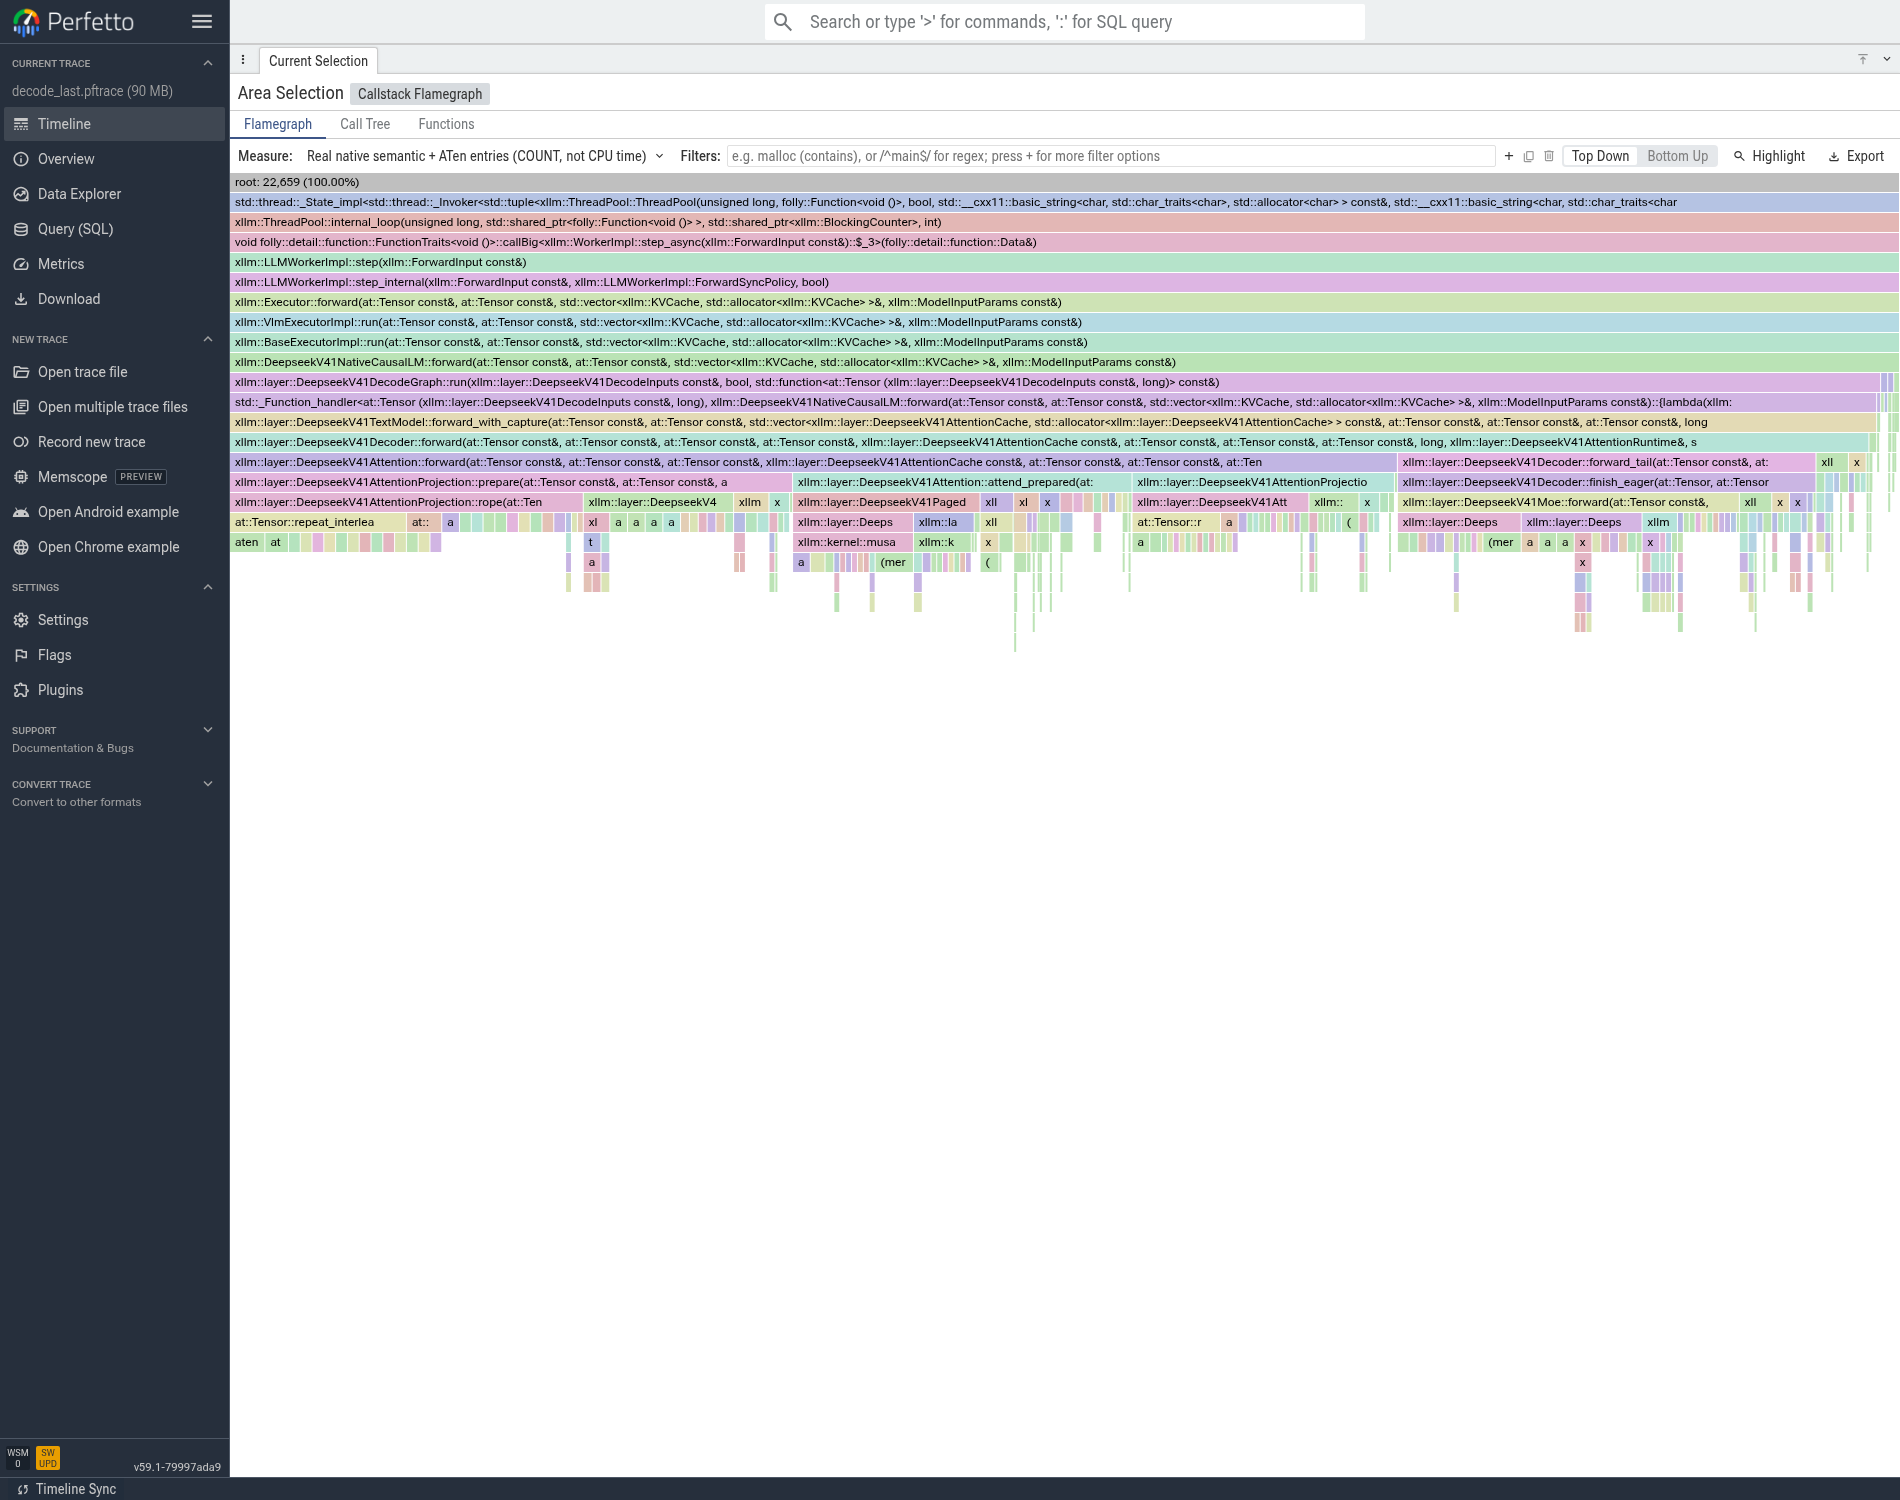 Perfetto
Search or type '>' for commands, ':' for SQL query
CURRENT TRACE
decode_last.pftrace (90 MB)
Timeline
Overview
Data Explorer
Query (SQL)
Metrics
Download
NEW TRACE
Open trace file
Open multiple trace files
Record new trace
Memscope PREVIEW
Open Android example
Open Chrome example
SETTINGS
Settings
Flags
Plugins
SUPPORT
Documentation & Bugs
CONVERT TRACE
Convert to other formats
WSM 0
SW UPD
v59.1-79997ada9
Timeline Sync
Current Selection
Area Selection Callstack Flamegraph
Flamegraph Call Tree Functions
Measure: Real native semantic + ATen entries (COUNT, not CPU time) Filters: e.g. malloc (contains), or /^main$/ for regex; press + for more filter options Top Down Bottom Up Highlight Export
root: 22,659 (100.00%)
std::thread::_State_impl<std::thread::_Invoker<std::tuple<xllm::ThreadPool::ThreadPool(unsigned long, folly::Function<void ()>, bool, std::__cxx11::basic_string<char, std::char_traits<char>, std::allocator<char> > const&, std::__cxx11::basic_string<char, std::char_traits<char
xllm::ThreadPool::internal_loop(unsigned long, std::shared_ptr<folly::Function<void ()> >, std::shared_ptr<xllm::BlockingCounter>, int)
void folly::detail::function::FunctionTraits<void ()>::callBig<xllm::WorkerImpl::step_async(xllm::ForwardInput const&)::$_3>(folly::detail::function::Data&)
xllm::LLMWorkerImpl::step(xllm::ForwardInput const&)
xllm::LLMWorkerImpl::step_internal(xllm::ForwardInput const&, xllm::LLMWorkerImpl::ForwardSyncPolicy, bool)
xllm::Executor::forward(at::Tensor const&, at::Tensor const&, std::vector<xllm::KVCache, std::allocator<xllm::KVCache> >&, xllm::ModelInputParams const&)
xllm::VlmExecutorImpl::run(at::Tensor const&, at::Tensor const&, std::vector<xllm::KVCache, std::allocator<xllm::KVCache> >&, xllm::ModelInputParams const&)
xllm::BaseExecutorImpl::run(at::Tensor const&, at::Tensor const&, std::vector<xllm::KVCache, std::allocator<xllm::KVCache> >&, xllm::ModelInputParams const&)
xllm::DeepseekV41NativeCausalLM::forward(at::Tensor const&, at::Tensor const&, std::vector<xllm::KVCache, std::allocator<xllm::KVCache> >&, xllm::ModelInputParams const&)
xllm::layer::DeepseekV41DecodeGraph::run(xllm::layer::DeepseekV41DecodeInputs const&, bool, std::function<at::Tensor (xllm::layer::DeepseekV41DecodeInputs const&, long)> const&)
std::_Function_handler<at::Tensor (xllm::layer::DeepseekV41DecodeInputs const&, long), xllm::DeepseekV41NativeCausalLM::forward(at::Tensor const&, at::Tensor const&, std::vector<xllm::KVCache, std::allocator<xllm::KVCache> >&, xllm::ModelInputParams const&)::{lambda(xllm:
xllm::layer::DeepseekV41TextModel::forward_with_capture(at::Tensor const&, at::Tensor const&, std::vector<xllm::layer::DeepseekV41AttentionCache, std::allocator<xllm::layer::DeepseekV41AttentionCache> > const&, at::Tensor const&, at::Tensor const&, at::Tensor const&, long
xllm::layer::DeepseekV41Decoder::forward(at::Tensor const&, at::Tensor const&, at::Tensor const&, at::Tensor const&, xllm::layer::DeepseekV41AttentionCache const&, at::Tensor const&, at::Tensor const&, at::Tensor const&, long, xllm::layer::DeepseekV41AttentionRuntime&, s
xllm::layer::DeepseekV41Attention::forward(at::Tensor const&, at::Tensor const&, at::Tensor const&, xllm::layer::DeepseekV41AttentionCache const&, at::Tensor const&, at::Tensor const&, at::Tensor const&, at::Ten xllm::layer::DeepseekV41Decoder::forward_tail(at::Tensor const&, at: xll x
xllm::layer::DeepseekV41AttentionProjection::prepare(at::Tensor const&, at::Tensor const&, a xllm::layer::DeepseekV41Attention::attend_prepared(at: xllm::layer::DeepseekV41AttentionProjectio xllm::layer::DeepseekV41Decoder::finish_eager(at::Tensor, at::Tensor
xllm::layer::DeepseekV41AttentionProjection::rope(at::Ten xllm::layer::DeepseekV4 xllm x xllm::layer::DeepseekV41Paged xll xl x xllm::layer::DeepseekV41Att xllm:: x xllm::layer::DeepseekV41Moe::forward(at::Tensor const&, xll x x
at::Tensor::repeat_interlea at:: a xl a a a a xllm::layer::Deeps xllm::la xll at::Tensor::r a ( xllm::layer::Deeps xllm::layer::Deeps xllm
aten at t xllm::kernel::musa xllm::k x a (mer a a a x x
a a (mer ( x